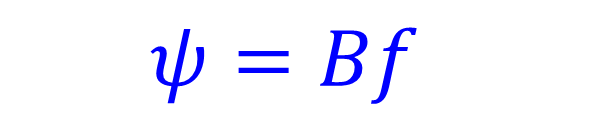 𝜓 = 𝐵𝑓